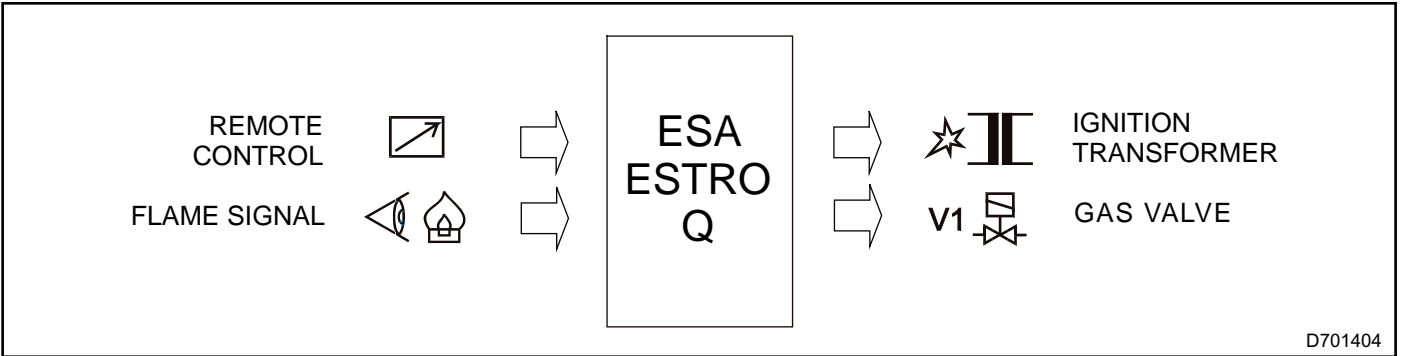 REMOTE
CONTROL
FLAME SIGNAL
ESA
ESTRO
Q
IGNITION
TRANSFORMER
V1
GAS VALVE
D701404